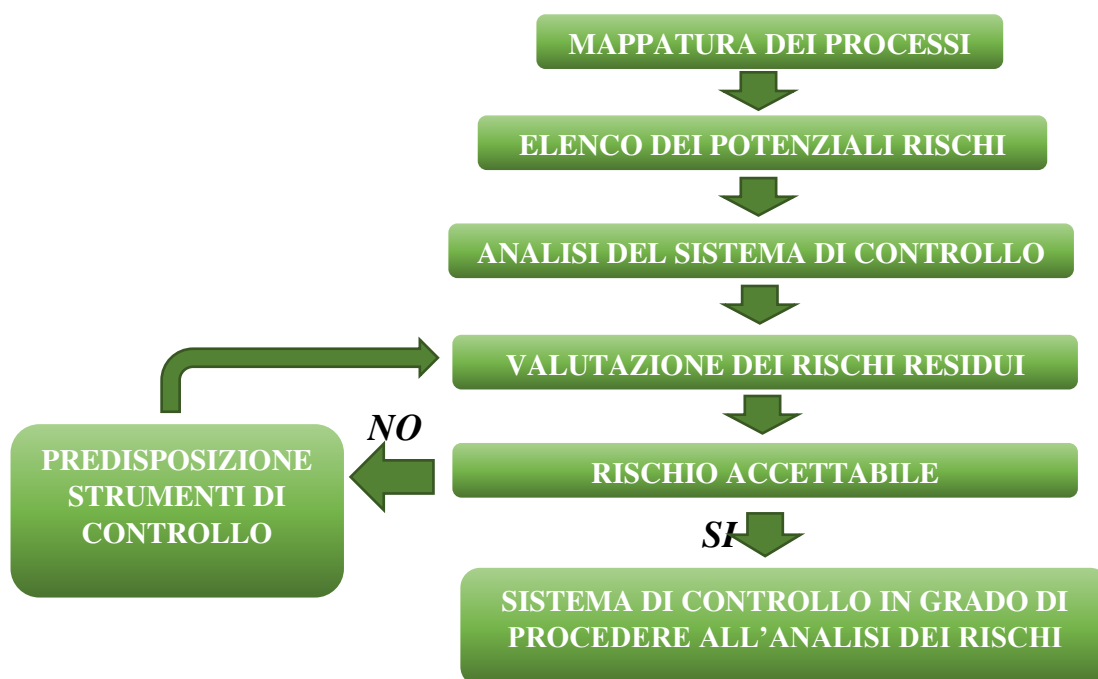 MAPPATURA DEI PROCESSI
ELENCO DEI POTENZIALI RISCHI
ANALISI DEL SISTEMA DI CONTROLLO
VALUTAZIONE DEI RISCHI RESIDUI
NO
RISCHIO ACCETTABILE
PREDISPOSIZIONE
STRUMENTI DI
CONTROLLO
SI
SISTEMA DI CONTROLLO IN GRADO DI
PROCEDERE ALL’ANALISI DEI RISCHI